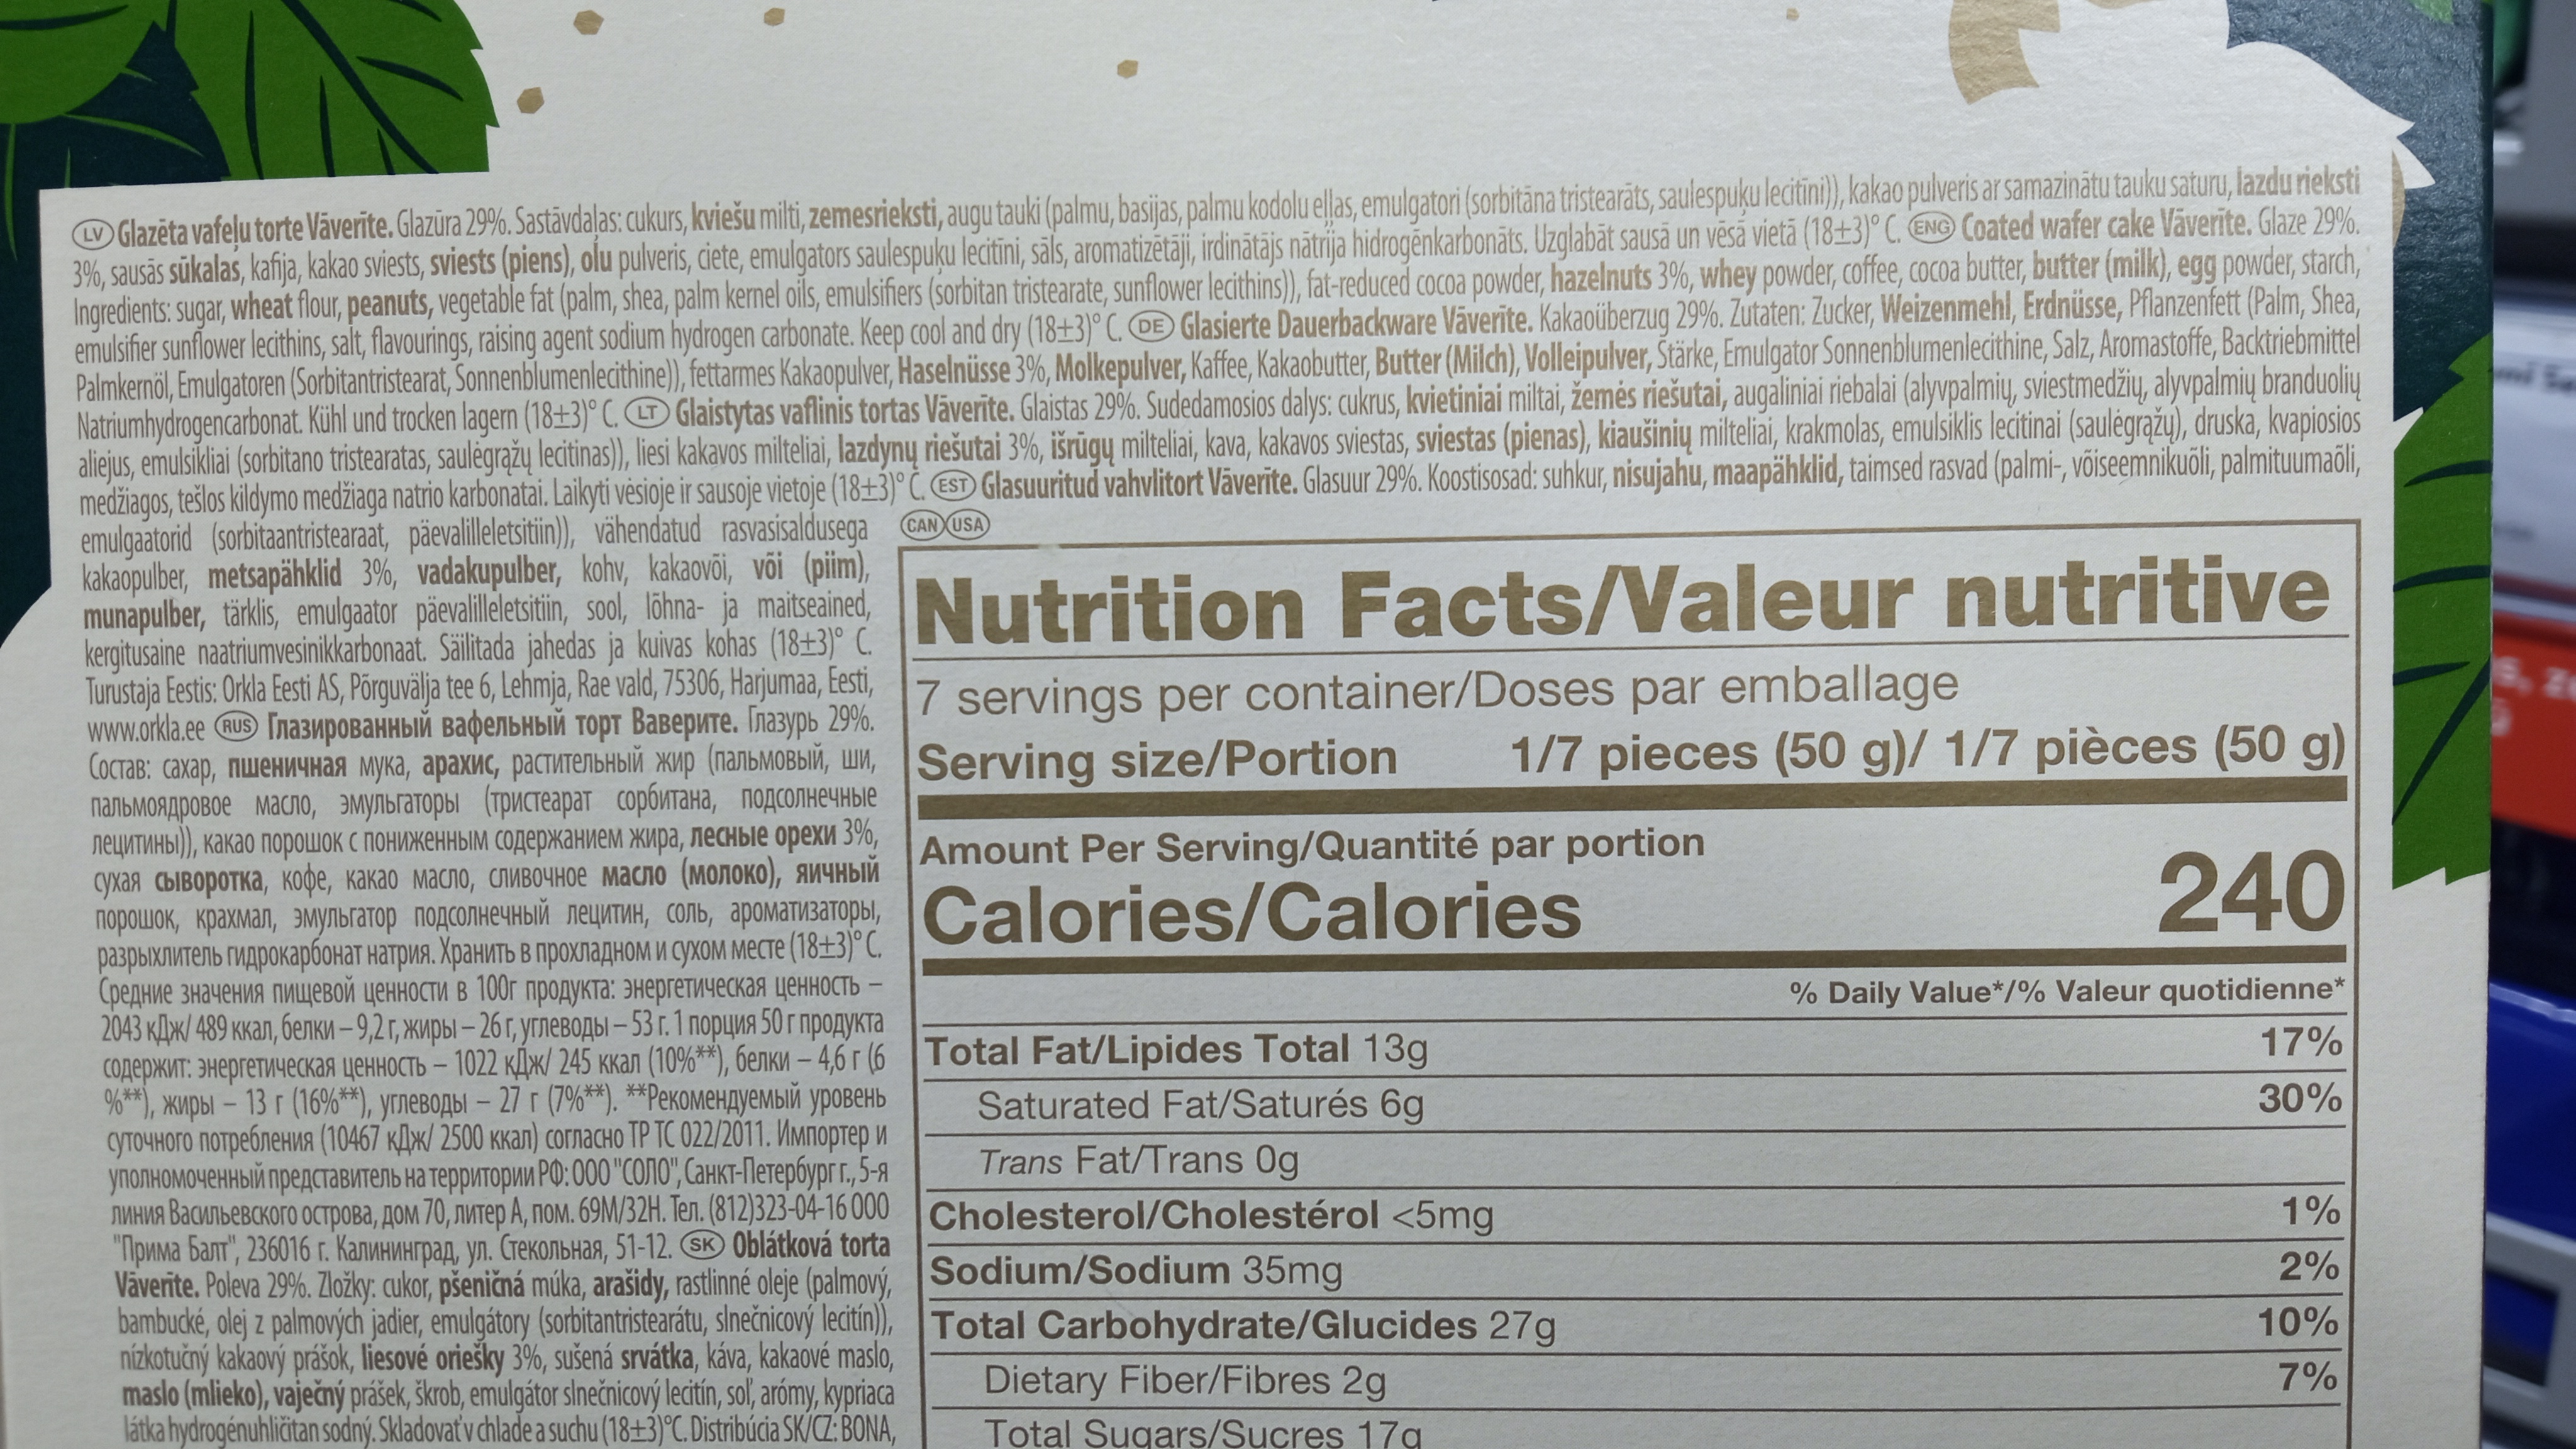 LV Glazēta vafeļu torte Vāverīte. Glazūra 29%. Sastāvdaļas: cukurs, kviešu milti, zemesrieksti, augu tauki (palmu, basijas, palmu kodolu eļļas, emulgatori (sorbitāna tristearāts, saulespuķu lecitīni)), kakao pulveris ar samazinātu tauku saturu, lazdu rieksti
3%, sausās sūkalas, kafija, kakao sviests, sviests (piens), olu pulveris, ciete, emulgators saulespuķu lecitīni, sāls, aromatizētāji, irdinātājs nātrija hidrogēnkarbonāts. Uzglabāt sausā un vēsā vietā (18±3)° C. ENG Coated wafer cake Vāverīte. Glaze 29%.
Ingredients: sugar, wheat flour, peanuts, vegetable fat (palm, shea, palm kernel oils, emulsifiers (sorbitan tristearate, sunflower lecithins)), fat-reduced cocoa powder, hazelnuts 3%, whey powder, coffee, cocoa butter, butter (milk), egg powder, starch,
emulsifier sunflower lecithins, salt, flavourings, raising agent sodium hydrogen carbonate. Keep cool and dry (18±3)° C. DE Glasierte Dauerbackware Vāverīte. Kakaoüberzug 29%. Zutaten: Zucker, Weizenmehl, Erdnüsse, Pflanzenfett (Palm, Shea,
Palmkernöl, Emulgatoren (Sorbitantristearat, Sonnenblumenlecithine)), fettarmes Kakaopulver, Haselnüsse 3%, Molkepulver, Kaffee, Kakaobutter, Butter (Milch), Volleipulver, Stärke, Emulgator Sonnenblumenlecithine, Salz, Aromastoffe, Backtriebmittel
Natriumhydrogencarbonat. Kühl und trocken lagern (18±3)° C. LT Glaistytas vaflinis tortas Vāverīte. Glaistas 29%. Sudedamosios dalys: cukrus, kvietiniai miltai, žemės riešutai, augaliniai riebalai (alyvpalmių, sviestmedžių, alyvpalmių branduolių
aliejus, emulsikliai (sorbitano tristearatas, saulėgrąžų lecitinas)), liesi kakavos milteliai, lazdynų riešutai 3%, išrūgų milteliai, kava, kakavos sviestas, sviestas (pienas), kiaušinių milteliai, krakmolas, emulsiklis lecitinai (saulėgrąžų), druska, kvapiosios
medžiagos, tešlos kildymo medžiaga natrio karbonatai. Laikyti vėsioje ir sausoje vietoje (18±3)° C. EST Glasuuritud vahvlitort Vāverīte. Glasuur 29%. Koostisosad: suhkur, nisujahu, maapähklid, taimsed rasvad (palmi-, võiseemnikuõli, palmituumaõli,
emulgaatorid (sorbitaantristearaat, päevalilleletsitiin)), vähendatud rasvasisaldusega
kakaopulber, metsapähklid 3%, vadakupulber, kohv, kakaovõi, või (piim),
munapulber, tärklis, emulgaator päevalilleletsitiin, sool, lõhna- ja maitseained,
kergitusaine naatriumvesinikkarbonaat. Säilitada jahedas ja kuivas kohas (18±3)° C.
Turustaja Eestis: Orkla Eesti AS, Põrguvälja tee 6, Lehmja, Rae vald, 75306, Harjumaa, Eesti,
www.orkla.ee RUS Глазированный вафельный торт Ваверите. Глазурь 29%.
Состав: сахар, пшеничная мука, арахис, растительный жир (пальмовый, ши,
пальмоядровое масло, эмульгаторы (тристеарат сорбитана, подсолнечные
лецитины)), какао порошок с пониженным содержанием жира, лесные орехи 3%,
сухая сыворотка, кофе, какао масло, сливочное масло (молоко), яичный
порошок, крахмал, эмульгатор подсолнечный лецитин, соль, ароматизаторы,
разрыхлитель гидрокарбонат натрия. Хранить в прохладном и сухом месте (18±3)° C.
Средние значения пищевой ценности в 100г продукта: энергетическая ценность –
2043 кДж/ 489 ккал, белки – 9,2 г, жиры – 26 г, углеводы – 53 г. 1 порция 50 г продукта
содержит: энергетическая ценность – 1022 кДж/ 245 ккал (10%**), белки – 4,6 г (6
%**), жиры – 13 г (16%**), углеводы – 27 г (7%**). **Рекомендуемый уровень
суточного потребления (10467 кДж/ 2500 ккал) согласно ТР ТС 022/2011. Импортер и
уполномоченный представитель на территории РФ: ООО "СОЛО", Санкт-Петербург г., 5-я
линия Васильевского острова, дом 70, литер А, пом. 69М/32Н. Тел. (812)323-04-16 000
"Прима Балт", 236016 г. Калининград, ул. Стекольная, 51-12. SK Oblátková torta
Vāverīte. Poleva 29%. Zložky: cukor, pšeničná múka, arašidy, rastlinné oleje (palmový,
bambucké, olej z palmových jadier, emulgátory (sorbitantristearátu, slnečnicový lecitín)),
nízkotučný kakaový prášok, liesové oriešky 3%, sušená srvátka, káva, kakaové maslo,
maslo (mlieko), vaječný prášek, škrob, emulgátor slnečnicový lecitín, soľ, arómy, kypriaca
látka hydrogénuhličitan sodný. Skladovať v chlade a suchu (18±3)°C. Distribúcia SK/CZ: BONA,
CAN USA
Nutrition Facts/Valeur nutritive
7 servings per container/Doses par emballage
Serving size/Portion 1/7 pieces (50 g)/ 1/7 pièces (50 g)
Amount Per Serving/Quantité par portion
Calories/Calories 240
% Daily Value*/% Valeur quotidienne*
Total Fat/Lipides Total 13g 17%
Saturated Fat/Saturés 6g 30%
Trans Fat/Trans 0g
Cholesterol/Cholestérol <5mg 1%
Sodium/Sodium 35mg 2%
Total Carbohydrate/Glucides 27g 10%
Dietary Fiber/Fibres 2g 7%
Total Sugars/Sucres 17g